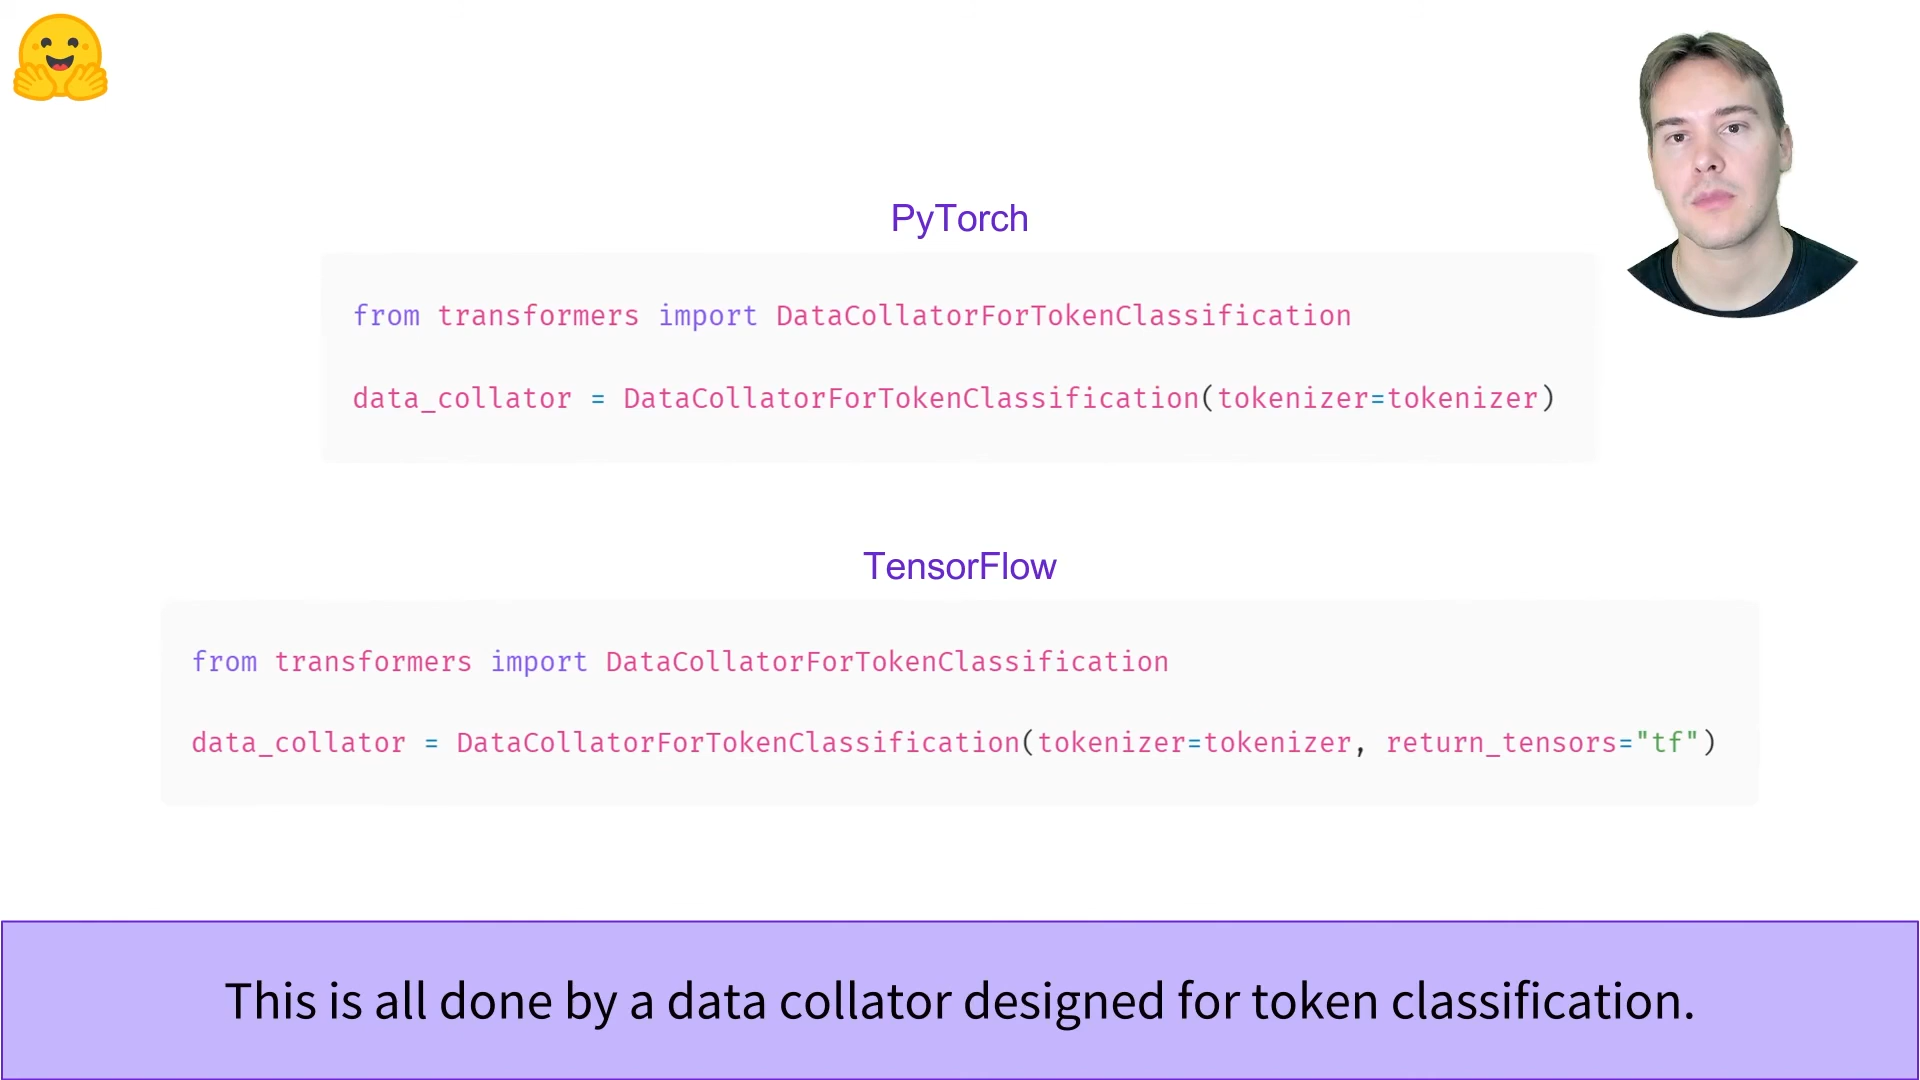 PyTorch
from transformers import DataCollatorForTokenClassification
data_collator = DataCollatorForTokenClassification(tokenizer=tokenizer)
TensorFlow
from transformers import DataCollatorForTokenClassification
data_collator = DataCollatorForTokenClassification(tokenizer=tokenizer, return_tensors="tf")
This is all done by a data collator designed for token classification.